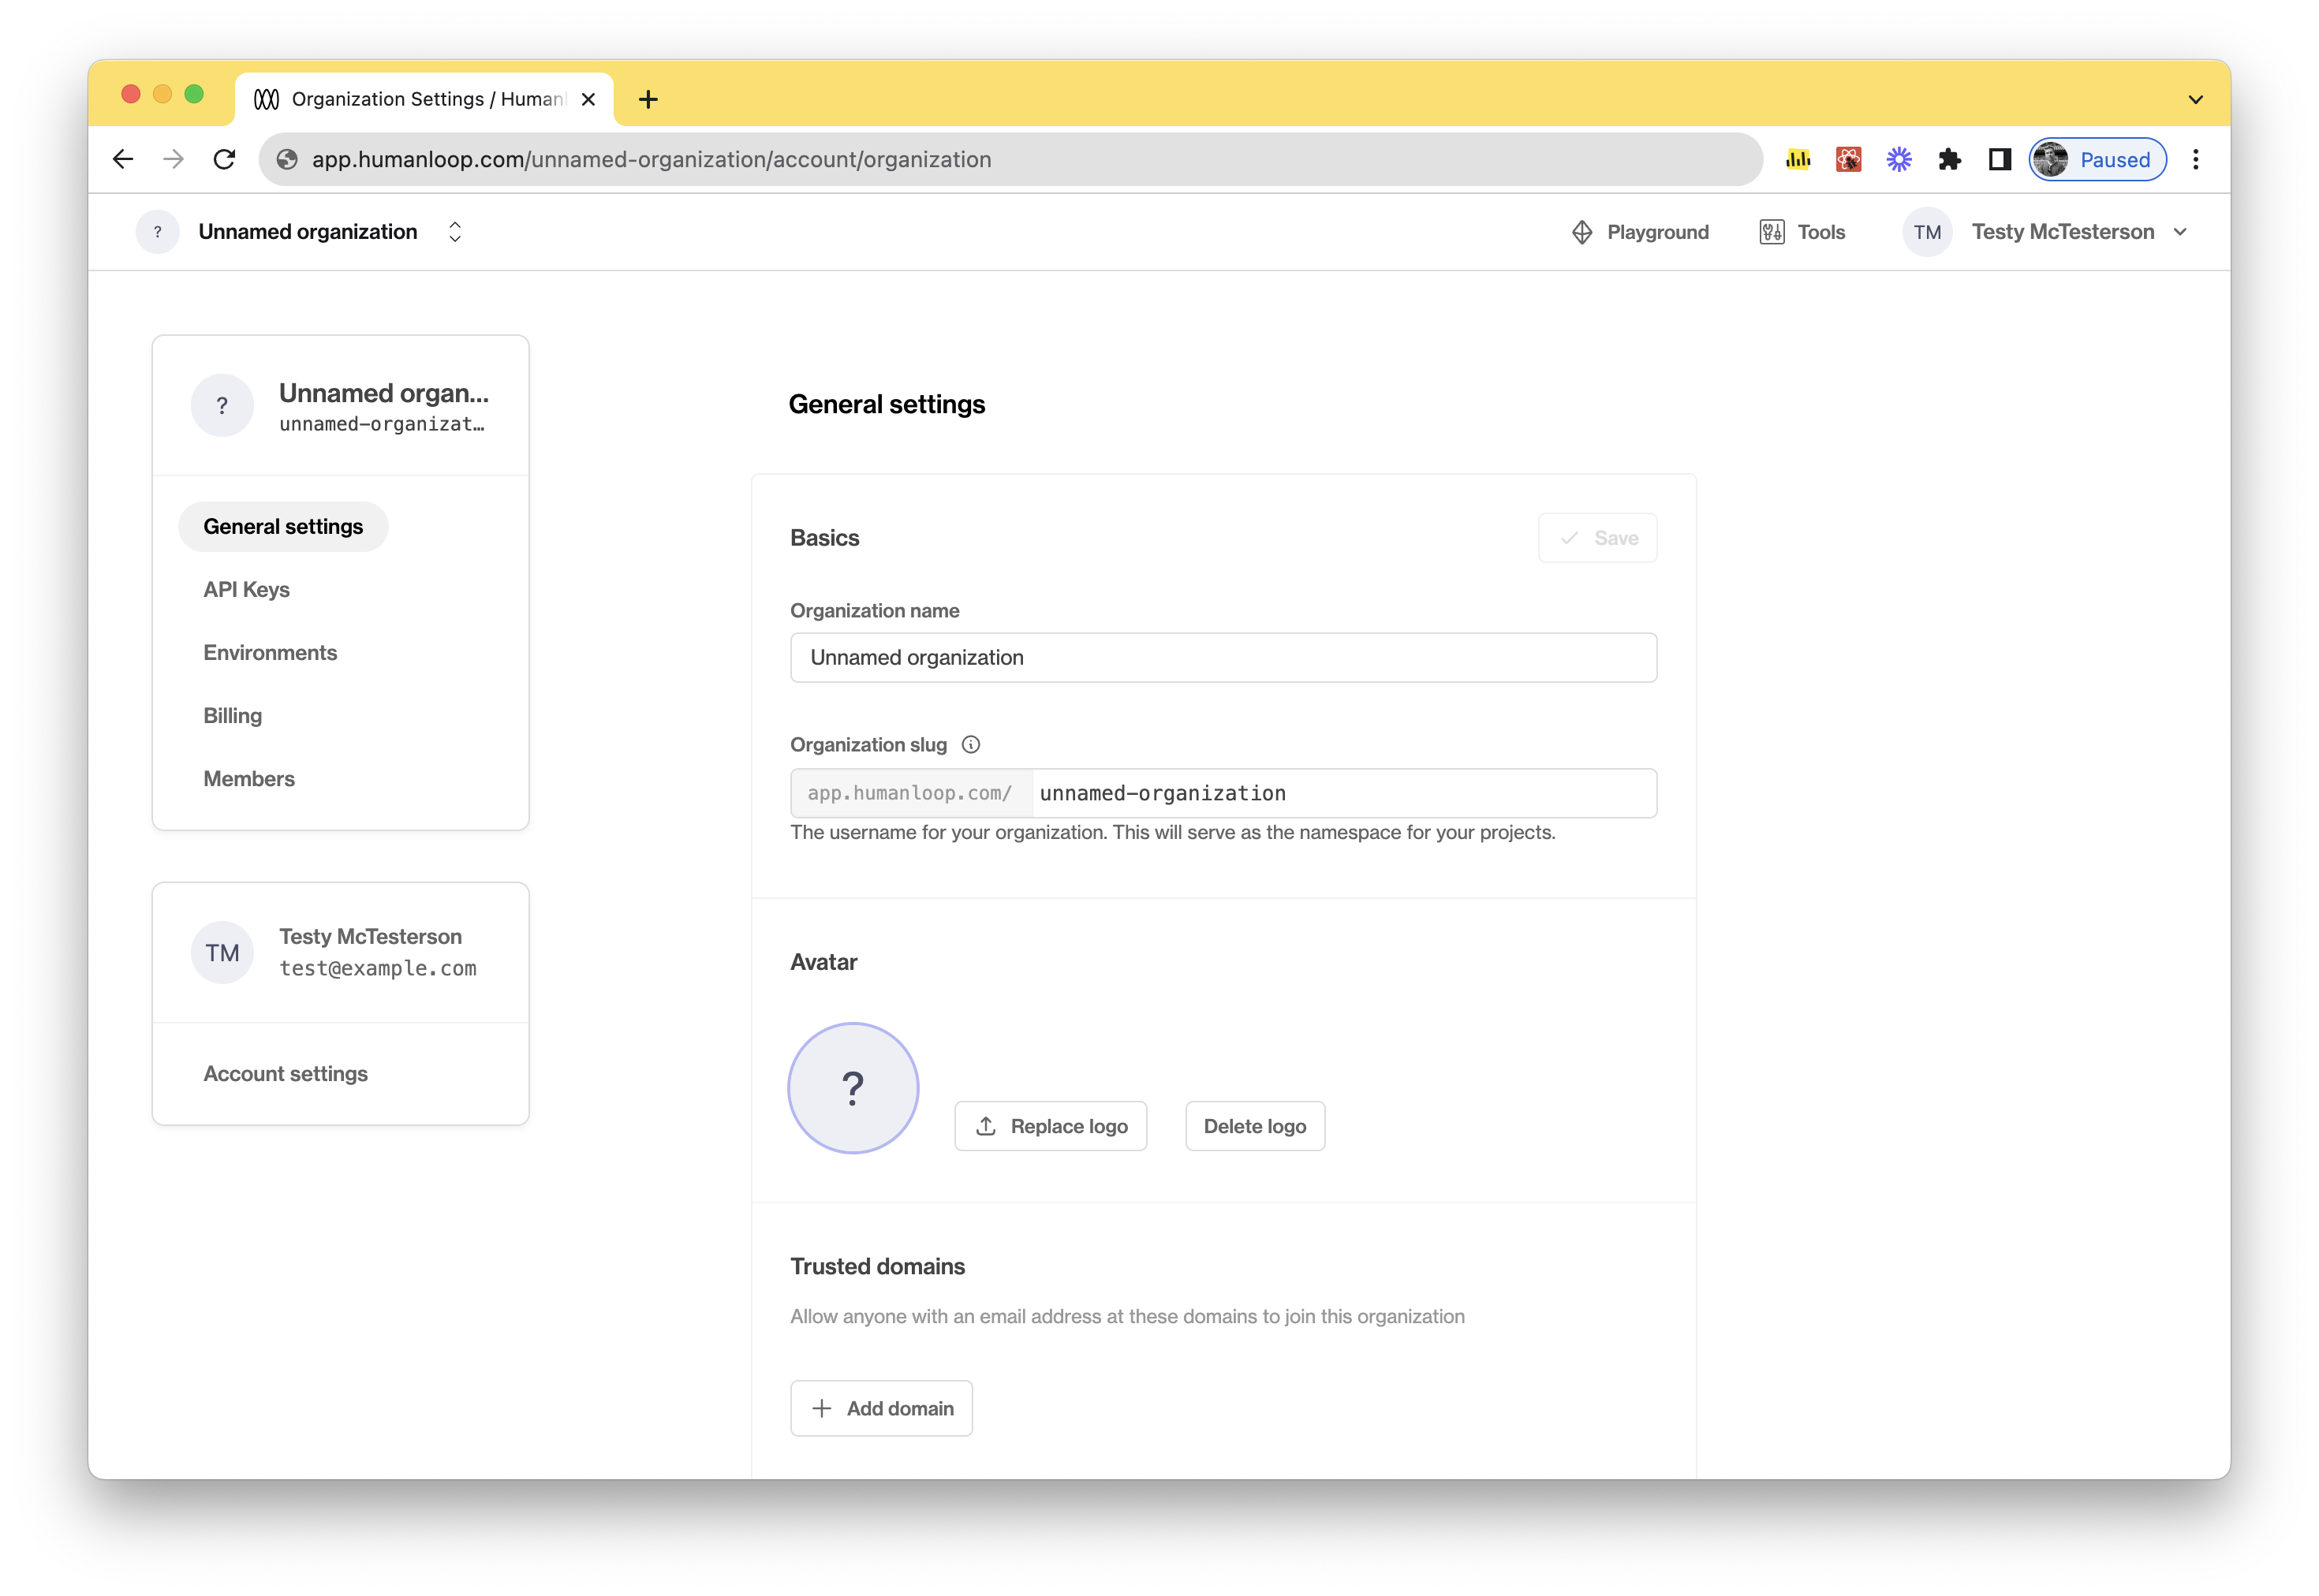 Organization Settings / Human
app.humanloop.com/unnamed-organization/account/organization
Paused
? Unnamed organization
Playground
Tools
TM Testy McTesterson
? Unnamed organ...
unnamed-organizat…
General settings
API Keys
Environments
Billing
Members
TM Testy McTesterson
test@example.com
Account settings
General settings
Basics
Save
Organization name
Unnamed organization
Organization slug
app.humanloop.com/ unnamed-organization
The username for your organization. This will serve as the namespace for your projects.
Avatar
?
Replace logo
Delete logo
Trusted domains
Allow anyone with an email address at these domains to join this organization
Add domain